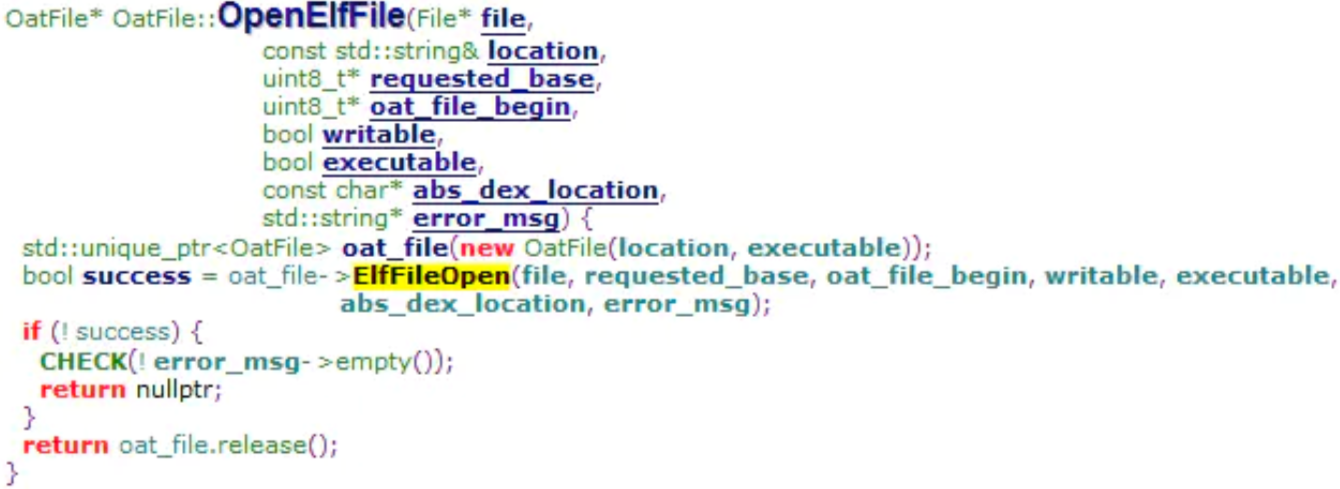 OatFile* OatFile::OpenElfFile(File* file,
const std::string& location,
uint8_t* requested_base,
uint8_t* oat_file_begin,
bool writable,
bool executable,
const char* abs_dex_location,
std::string* error_msg) {
std::unique_ptr<OatFile> oat_file(new OatFile(location, executable));
bool success = oat_file->ElfFileOpen(file, requested_base, oat_file_begin, writable, executable,
abs_dex_location, error_msg);
if (! success) {
CHECK(! error_msg->empty());
return nullptr;
}
return oat_file.release();
}